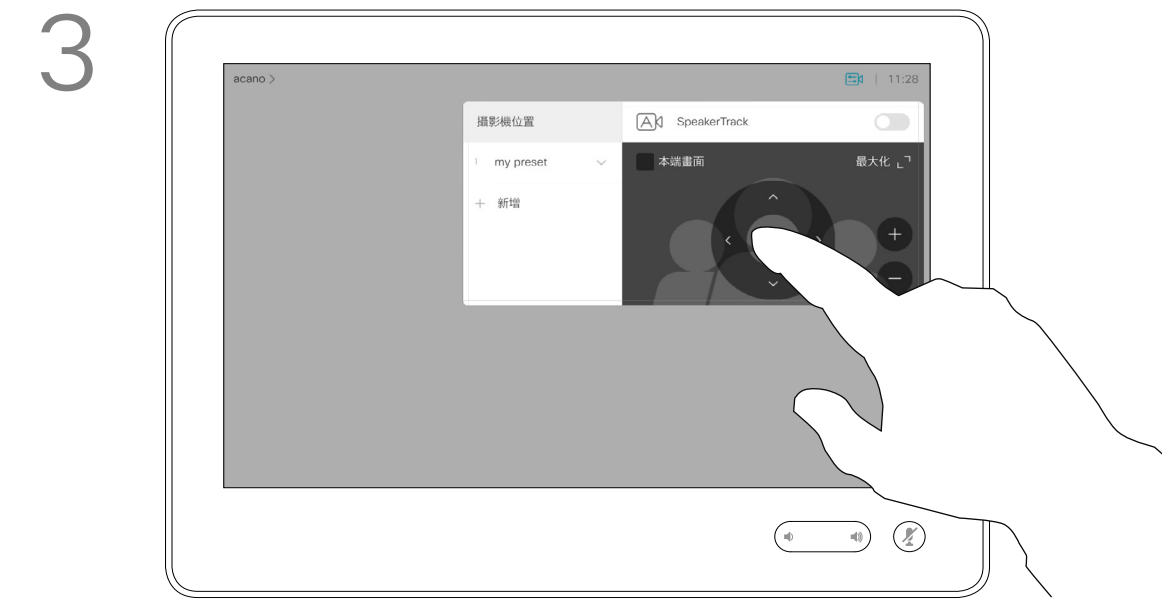 3
acano >
11:28
攝影機位置
SpeakerTrack
1 my preset
本端畫面
最大化
+ 新增